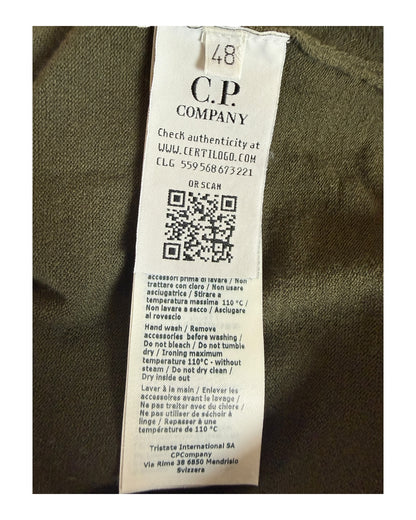 48
C.P.
COMPANY
Check authenticity at
WWW.CERTILOGO.COM
CLG 559568673221
OR SCAN
accessori prima di lavare / Non
trattare con cloro / Non usare
asciugatrice / Stirare a
temperatura massima 110 °C /
Non lavare a secco / Asciugare
al rovescio
Hand wash / Remove
accessories before washing /
Do not bleach / Do not tumble
dry / Ironing maximum
temperature 110°C - without
steam / Do not dry clean /
Dry inside out
Laver à la main / Enlever les
accessoires avant le lavage /
Ne pas traiter avec du chlore /
Ne pas utiliser de séchoir à
linge / Repasser à une
température de 110 °C
Tristate International SA
CPCompany
Via Rime 38 6850 Mendrisio
Svizzera